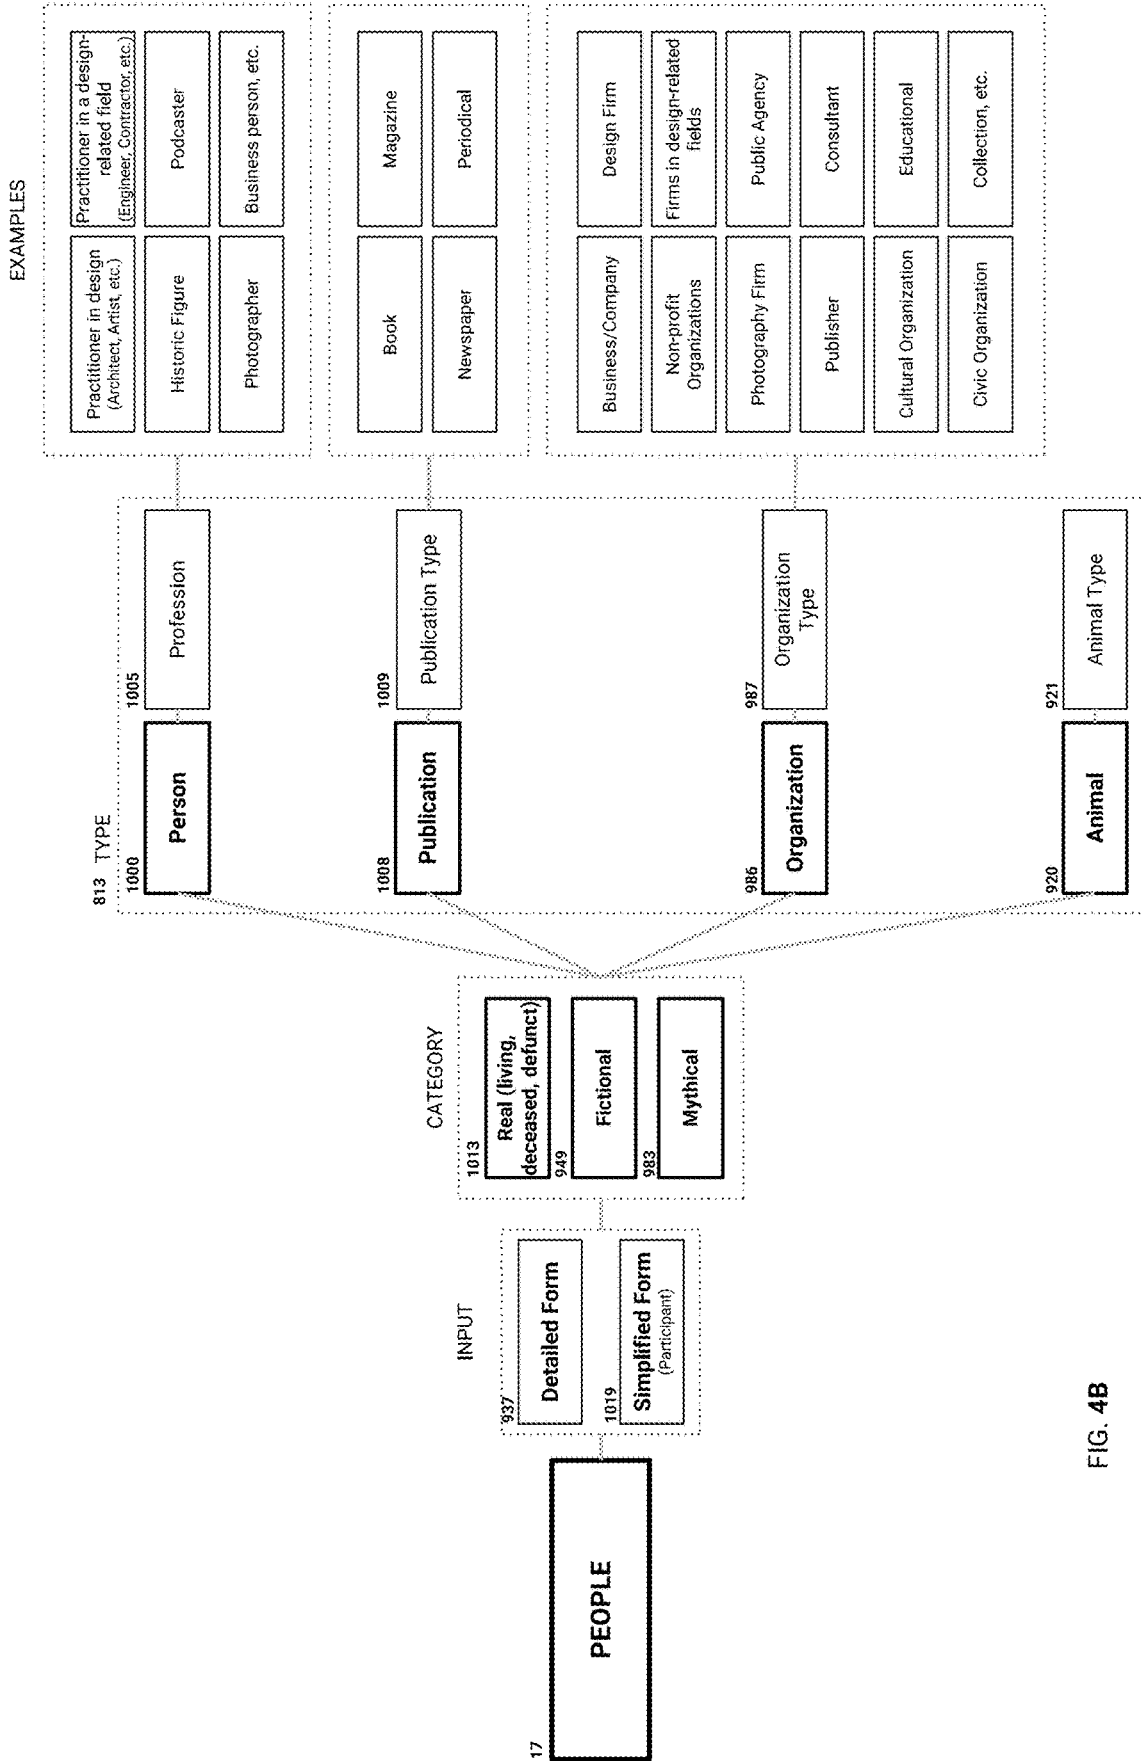 17
PEOPLE
INPUT
937
Detailed Form
1019
Simplified Form
(Participant)
CATEGORY
1013
Real (living,
deceased, defunct)
949
Fictional
983
Mythical
813 TYPE
1000
Person
1005
Profession
1008
Publication
1009
Publication Type
986
Organization
987
Organization
Type
920
Animal
921
Animal Type
EXAMPLES
Practitioner in design
(Architect, Artist, etc.)
Practitioner in a design-
related field
(Engineer, Contractor, etc.)
Historic Figure
Podcaster
Photographer
Business person, etc.
Book
Magazine
Newspaper
Periodical
Business/Company
Design Firm
Non-profit
Organizations
Firms in design-related
fields
Photography Firm
Public Agency
Publisher
Consultant
Cultural Organization
Educational
Civic Organization
Collection, etc.
FIG. 4B